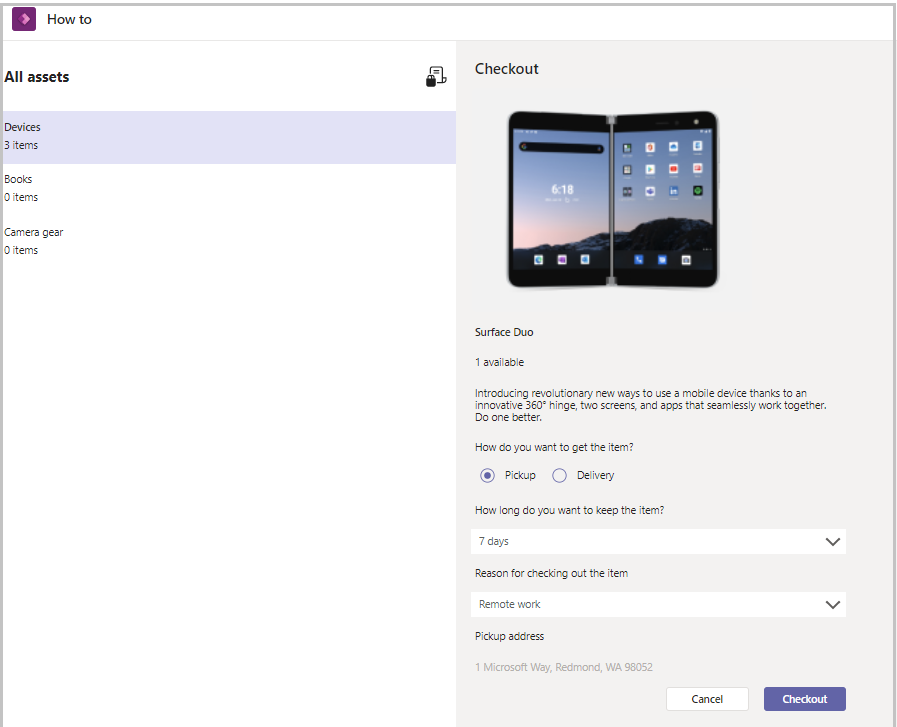 How to
All assets
Devices
3 items
Books
0 items
Camera gear
0 items
Checkout
6:18
Surface Duo
1 available
Introducing revolutionary new ways to use a mobile device thanks to an
innovative 360° hinge, two screens, and apps that seamlessly work together.
Do one better.
How do you want to get the item?
Pickup
Delivery
How long do you want to keep the item?
7 days
Reason for checking out the item
Remote work
Pickup address
1 Microsoft Way, Redmond, WA 98052
Cancel
Checkout